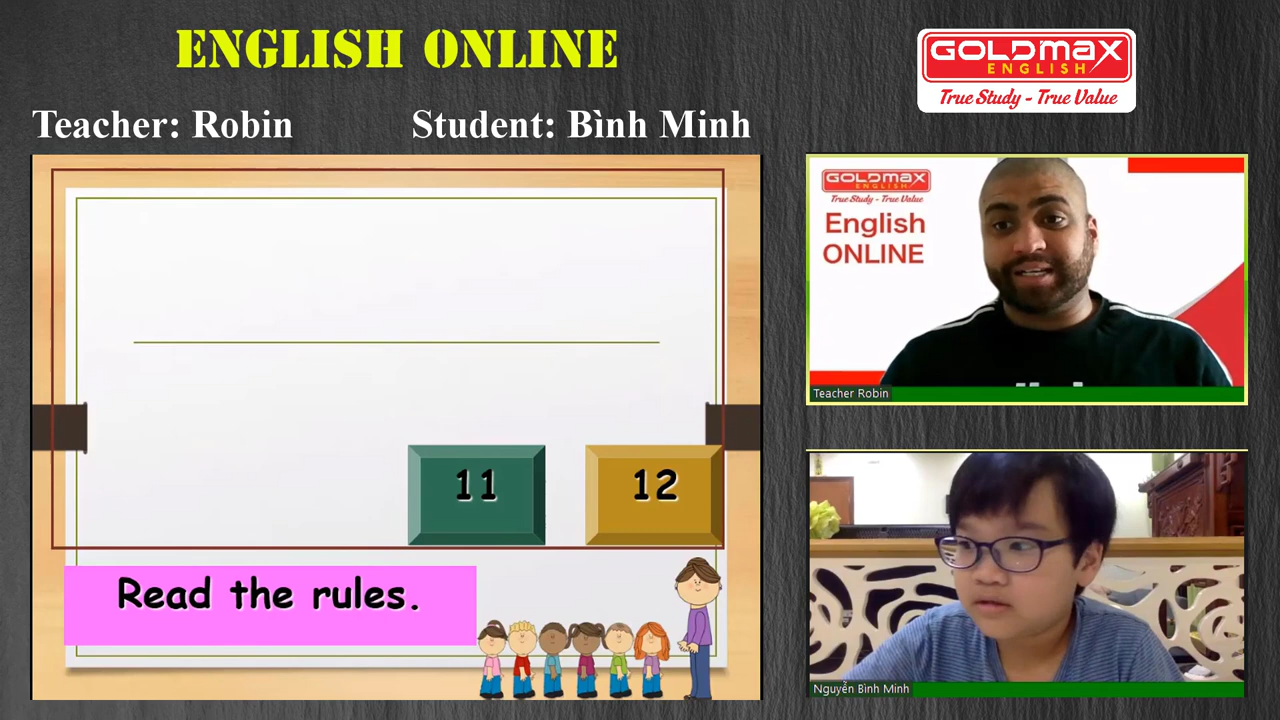 ENGLISH ONLINE
GOLDMAX
ENGLISH
True Study - True Value
Teacher: Robin
Student: Bình Minh
11
12
Read the rules.
GOLDMAX
ENGLISH
True Study - True Value
English
ONLINE
Teacher Robin
Nguyễn Bình Minh